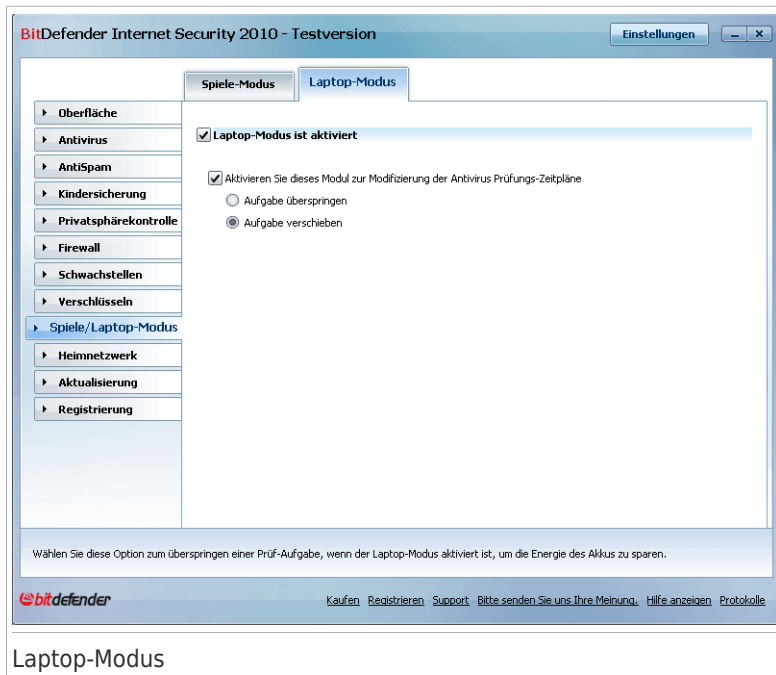 BitDefender Internet Security 2010 - Testversion
Einstellungen
Spiele-Modus
Laptop-Modus
Oberfläche
Antivirus
AntiSpam
Kindersicherung
Privatsphärekontrolle
Firewall
Schwachstellen
Verschlüsseln
Spiele/Laptop-Modus
Heimnetzwerk
Aktualisierung
Registrierung
Laptop-Modus ist aktiviert
Aktivieren Sie dieses Modul zur Modifizierung der Antivirus Prüfungs-Zeitpläne
Aufgabe überspringen
Aufgabe verschieben
Wählen Sie diese Option zum überspringen einer Prüf-Aufgabe, wenn der Laptop-Modus aktiviert ist, um die Energie des Akkus zu sparen.
bitdefender
Kaufen Registrieren Support Bitte senden Sie uns Ihre Meinung. Hilfe anzeigen Protokolle
Laptop-Modus